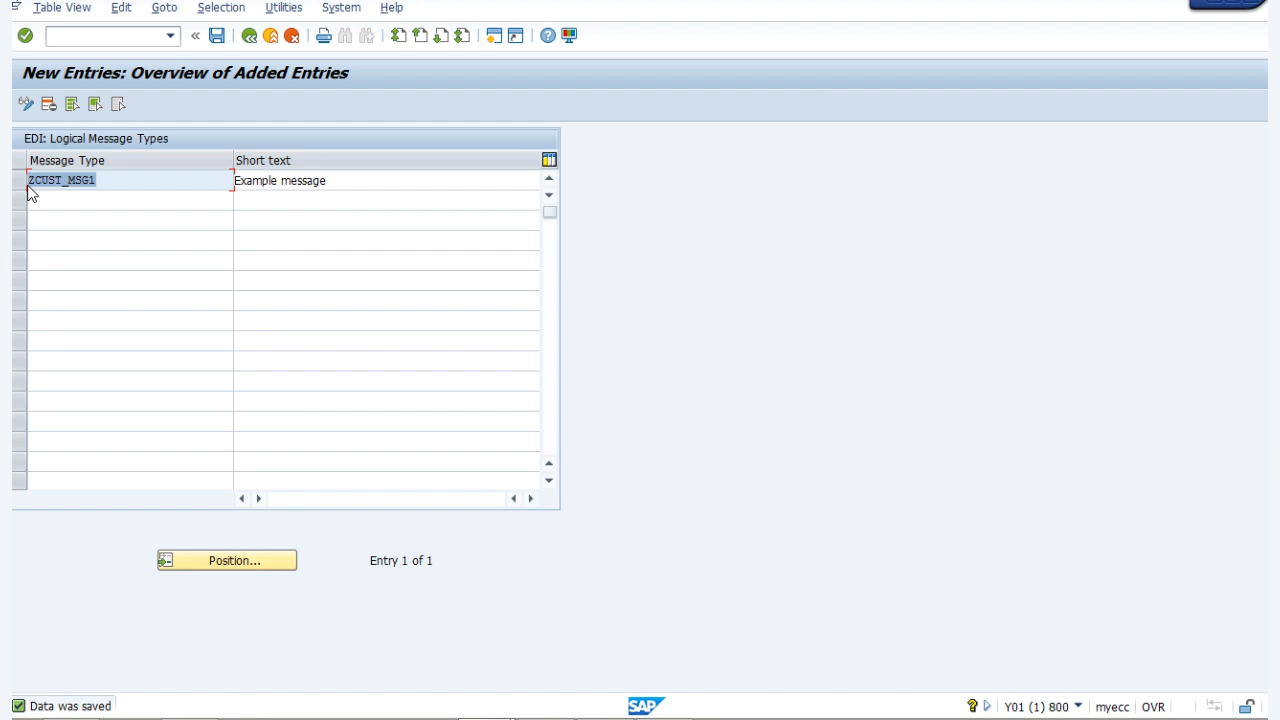 Table View Edit Goto Selection Utilities System Help
«
New Entries: Overview of Added Entries
EDI: Logical Message Types
Message Type Short text
ZCUST_MSG1 Example message
Position... Entry 1 of 1
Data was saved SAP Y01 (1) 800 myecc OVR